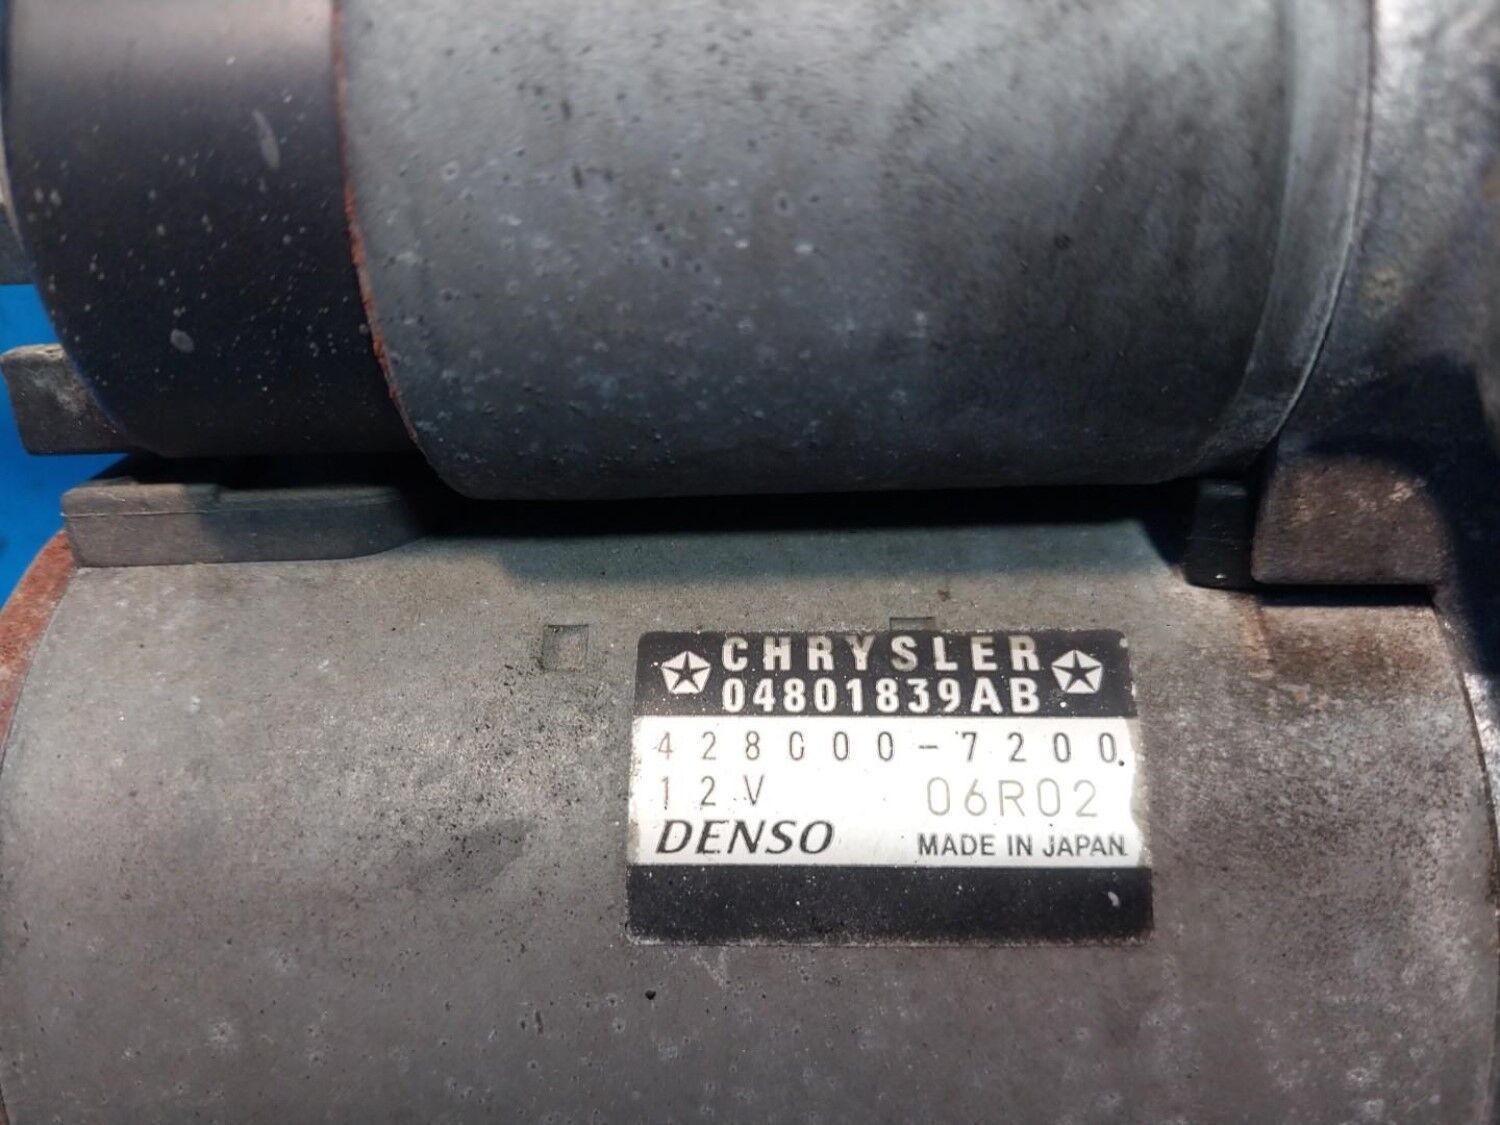 CHRYSLER
04801839AB
428000-7200
12V 06R02
DENSO MADE IN JAPAN